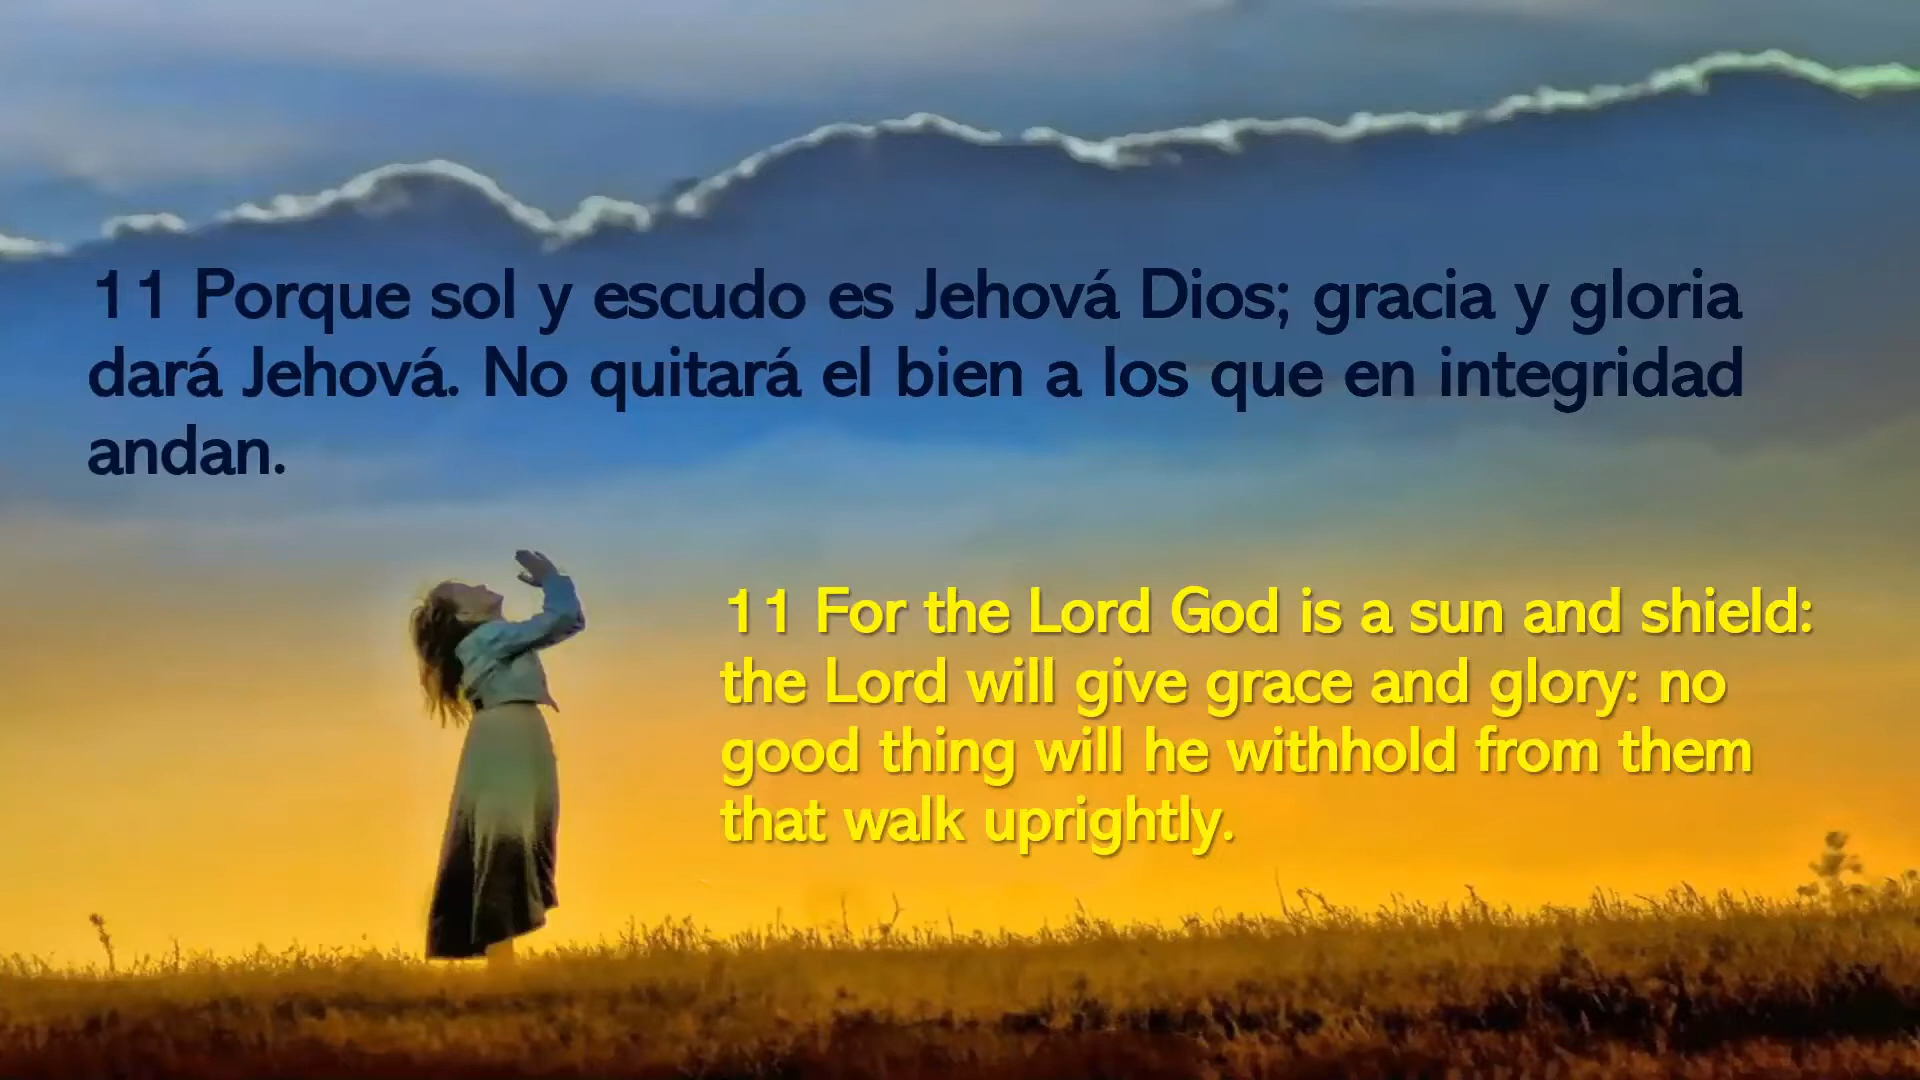 11 Porque sol y escudo es Jehová Dios; gracia y gloria
dará Jehová. No quitará el bien a los que en integridad
andan.
11 For the Lord God is a sun and shield:
the Lord will give grace and glory: no
good thing will he withhold from them
that walk uprightly.